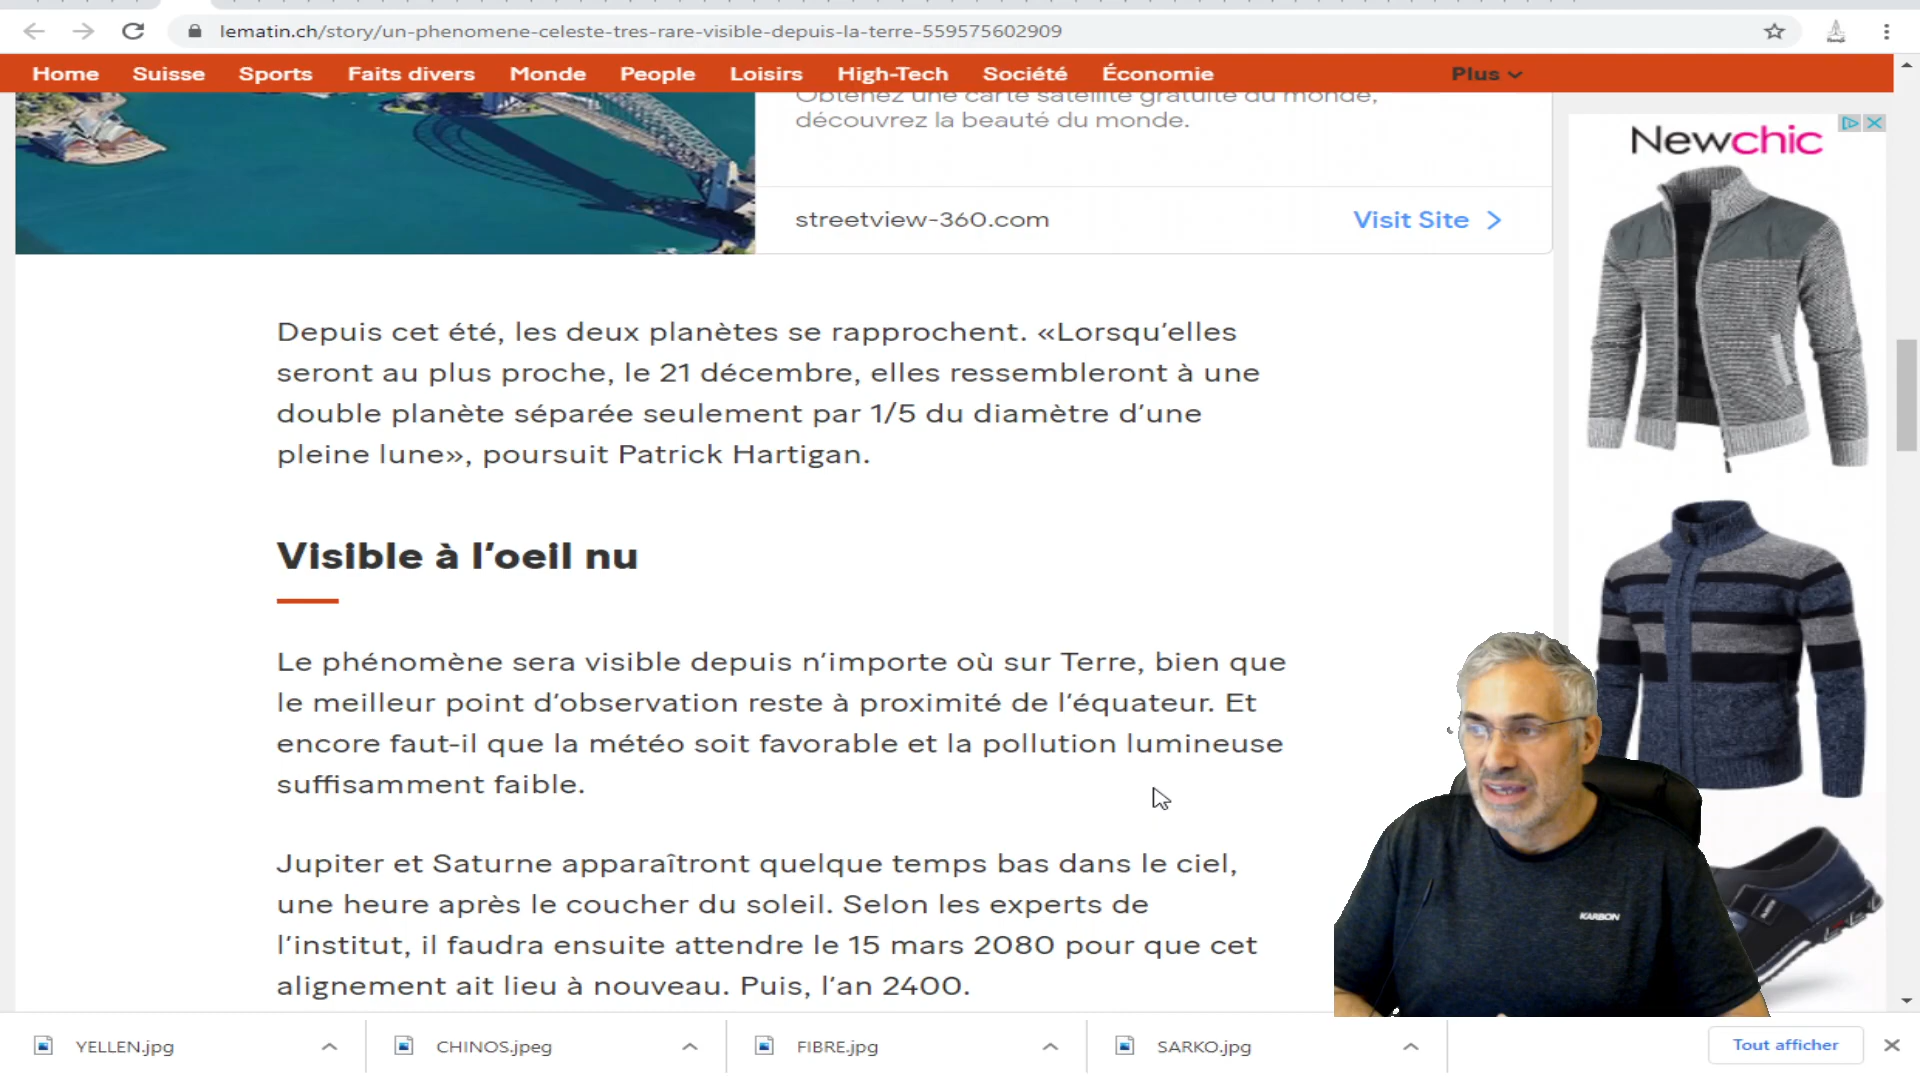 lematin.ch/story/un-phenomene-celeste-tres-rare-visible-depuis-la-terre-559575602909
Home Suisse Sports Faits divers Monde People Loisirs High-Tech Société Économie Plus
Obtenez une carte satellite gratuite du monde,
découvrez la beauté du monde.
streetview-360.com Visit Site
Newchic
Depuis cet été, les deux planètes se rapprochent. «Lorsqu'elles
seront au plus proche, le 21 décembre, elles ressembleront à une
double planète séparée seulement par 1/5 du diamètre d'une
pleine lune», poursuit Patrick Hartigan.
Visible à l'oeil nu
Le phénomène sera visible depuis n'importe où sur Terre, bien que
le meilleur point d'observation reste à proximité de l'équateur. Et
encore faut-il que la météo soit favorable et la pollution lumineuse
suffisamment faible.
Jupiter et Saturne apparaîtront quelque temps bas dans le ciel,
une heure après le coucher du soleil. Selon les experts de
l'institut, il faudra ensuite attendre le 15 mars 2080 pour que cet
alignement ait lieu à nouveau. Puis, l'an 2400.
KARBON
YELLEN.jpg CHINOS.jpeg FIBRE.jpg SARKO.jpg Tout afficher